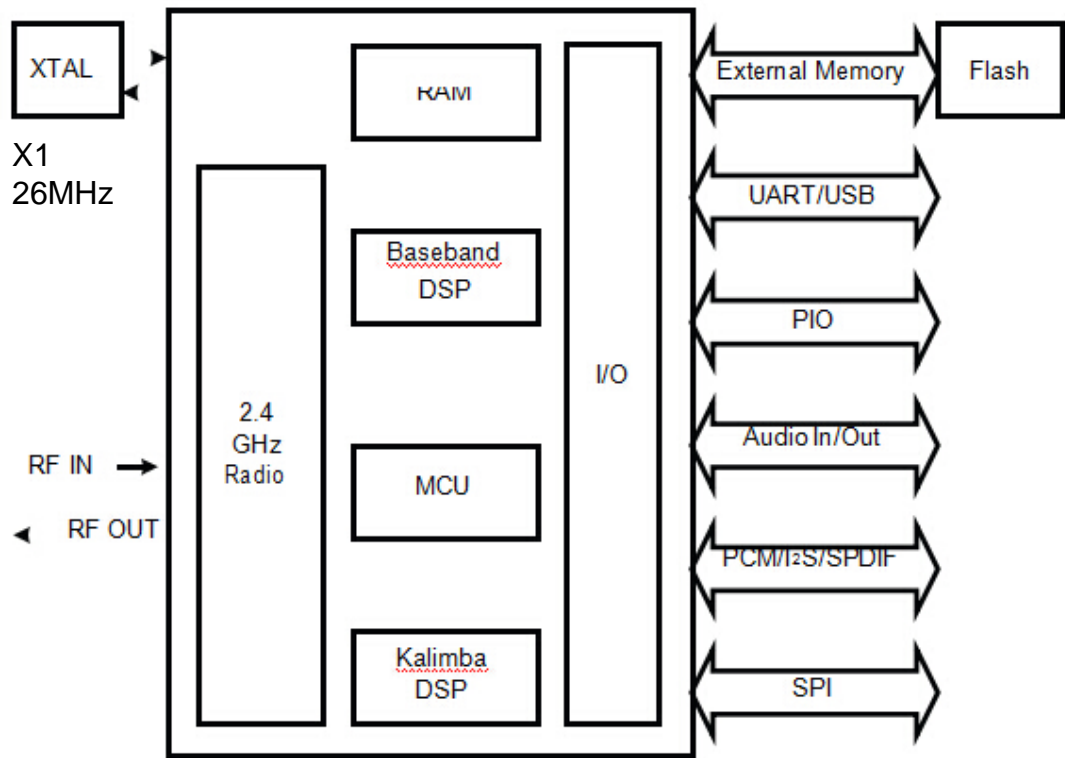 XTAL
X1
26MHz
RAM
Baseband
DSP
2.4
GHz
Radio
MCU
Kalimba
DSP
I/O
RF IN
RF OUT
External Memory
Flash
UART/USB
PIO
Audio In/Out
PCM/I2S/SPDIF
SPI